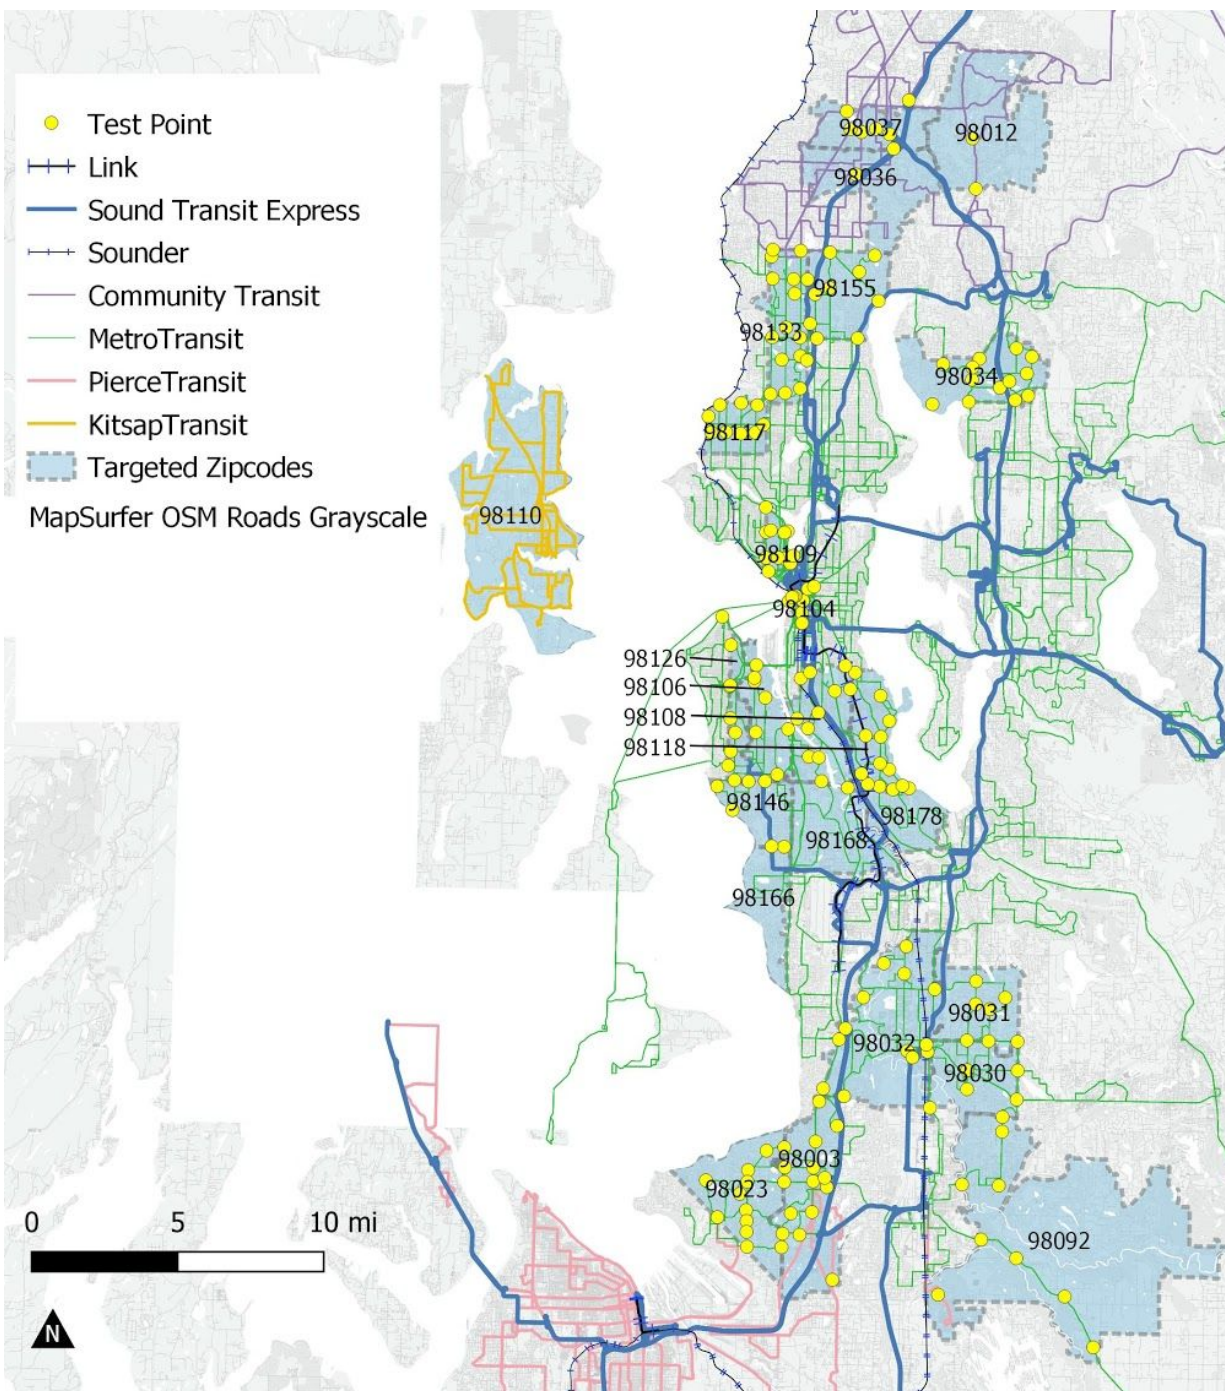 Test Point
Link
Sound Transit Express
Sounder
Community Transit
MetroTransit
PierceTransit
KitsapTransit
Targeted Zipcodes
MapSurfer OSM Roads Grayscale
98037
98012
98036
98155
98133
98034
98117
98110
98109
98104
98126
98106
98108
98118
98146
98178
98168
98166
98031
98032
98030
98003
98023
98092
0 5 10 mi
N